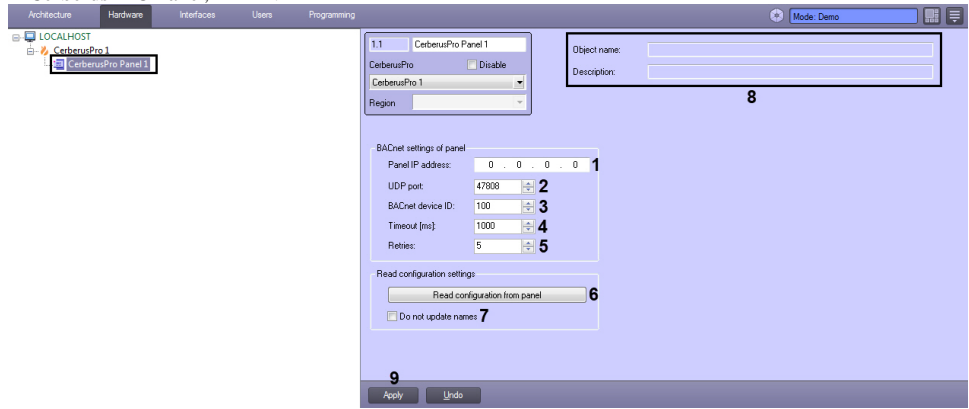 Architecture Hardware Interfaces Users Programming Mode: Demo
LOCALHOST
CerberusPro 1
CerberusPro Panel 1
1.1 CerberusPro Panel 1
CerberusPro Disable
CerberusPro 1
Region
Object name:
Description:
8
BACnet settings of panel
Panel IP address: 0 . 0 . 0 . 0 1
UDP port: 47808 2
BACnet device ID: 100 3
Timeout [ms]: 1000 4
Retries: 5 5
Read configuration settings
Read configuration from panel 6
Do not update names 7
9
Apply Undo